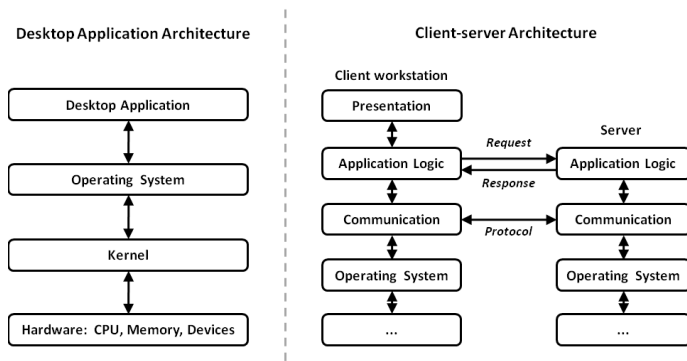 Desktop Application Architecture
Desktop Application
Operating System
Kernel
Hardware: CPU, Memory, Devices
Client-server Architecture
Client workstation
Presentation
Application Logic
Communication
Operating System
...
Request
Response
Protocol
Server
Application Logic
Communication
Operating System
...